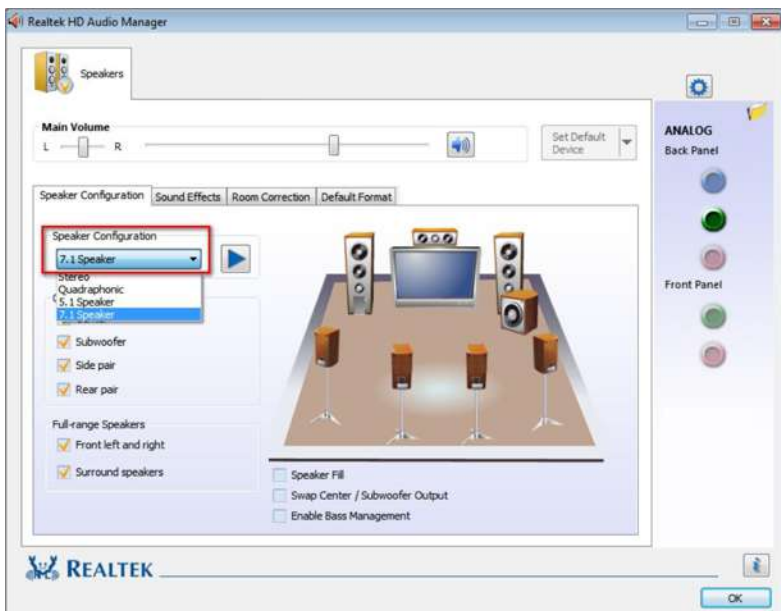 Realtek HD Audio Manager
Speakers
Main Volume
L R
Set Default
Device
ANALOG
Back Panel
Speaker Configuration Sound Effects Room Correction Default Format
Speaker Configuration
7.1 Speaker
Stereo
Quadraphonic
5.1 Speaker
7.1 Speaker
Subwoofer
Side pair
Rear pair
Front Panel
Full-range Speakers
Front left and right
Surround speakers
Speaker Fill
Swap Center / Subwoofer Output
Enable Bass Management
REALTEK
OK